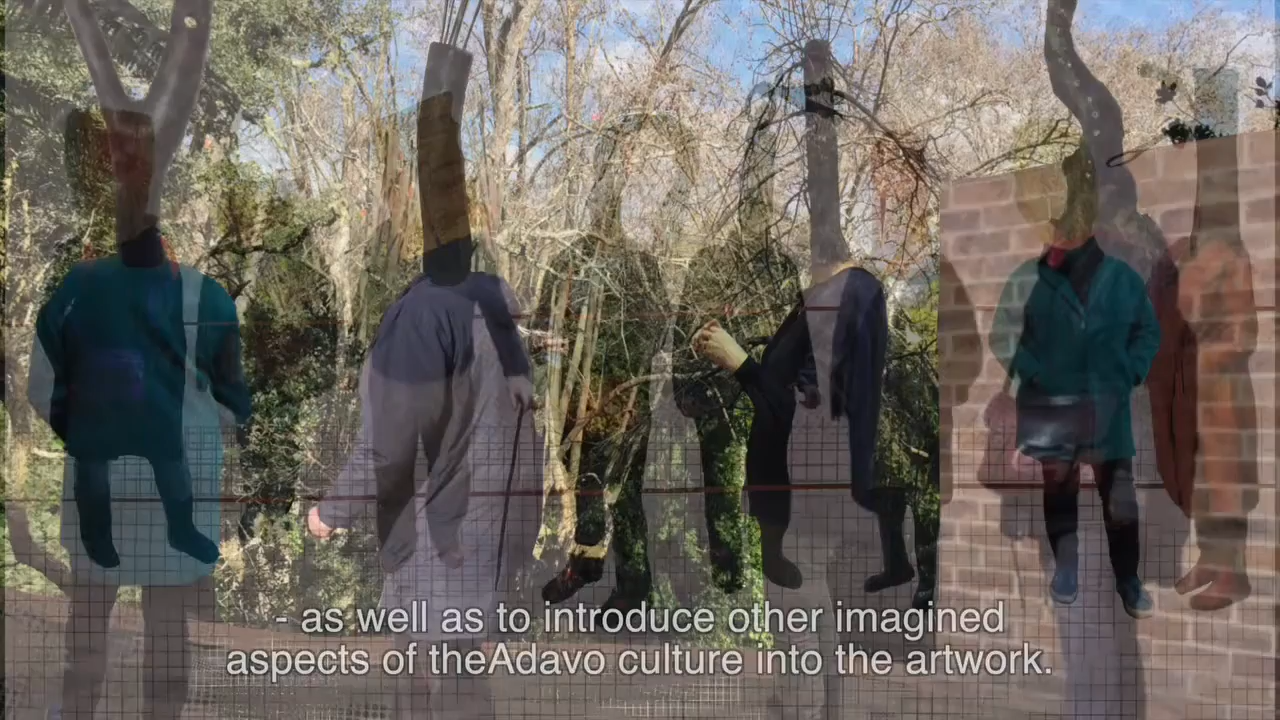 - as well as to introduce other imagined
aspects of theAdavo culture into the artwork.